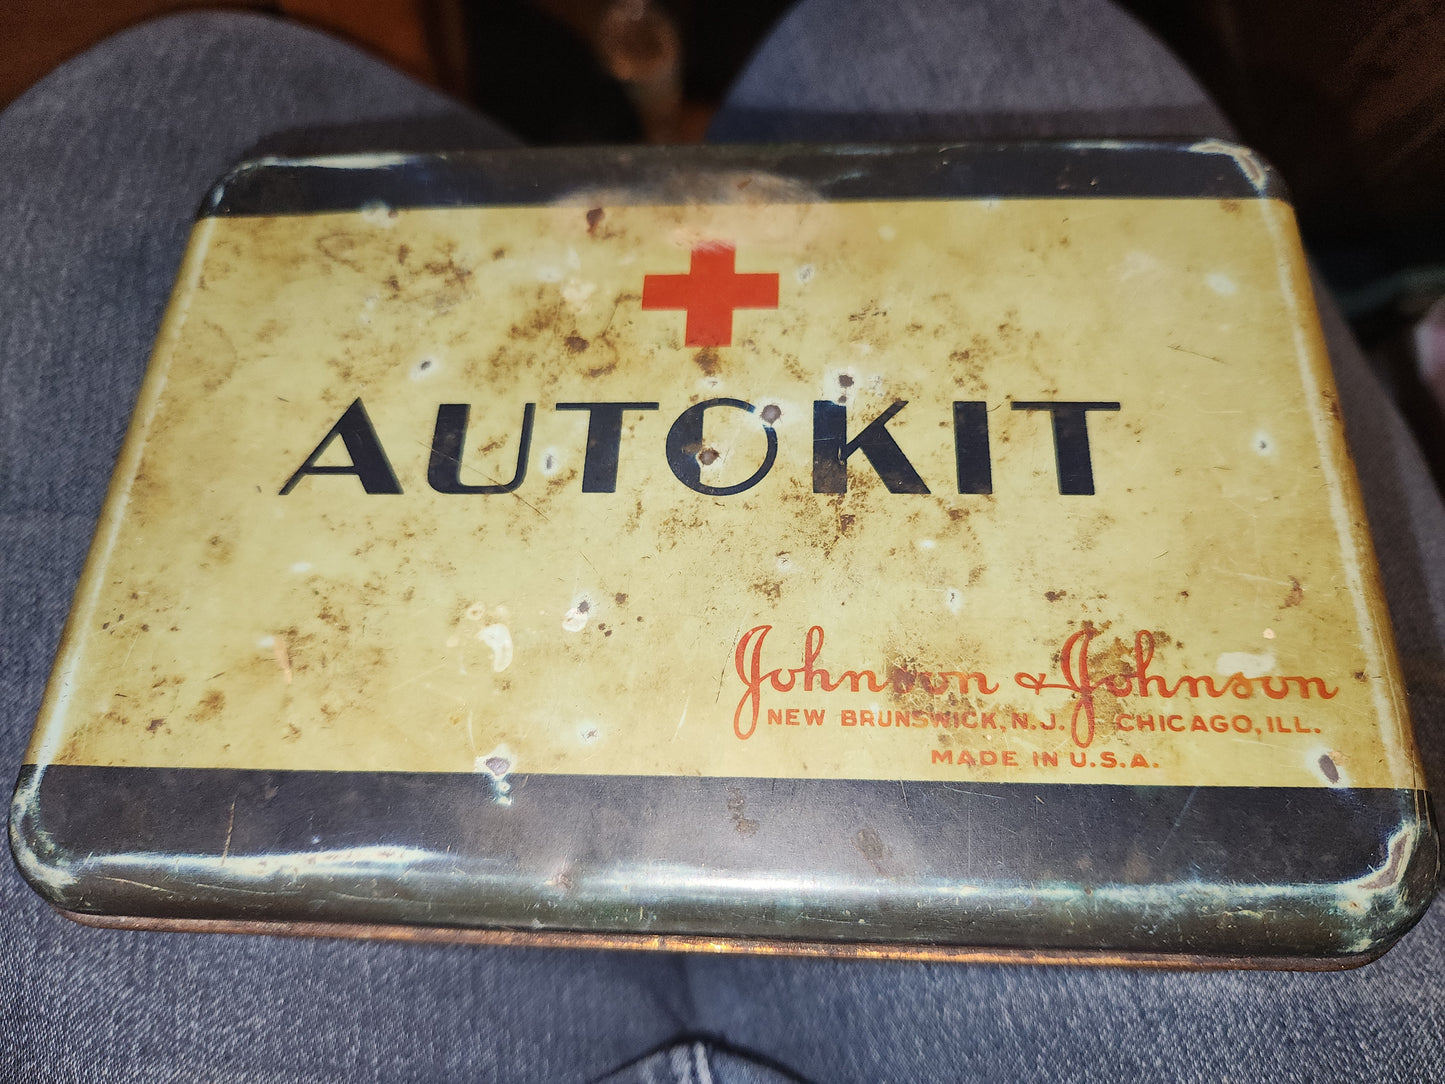 AUTOKIT
Johnson & Johnson
NEW BRUNSWICK, N.J. CHICAGO, ILL.
MADE IN U.S.A.